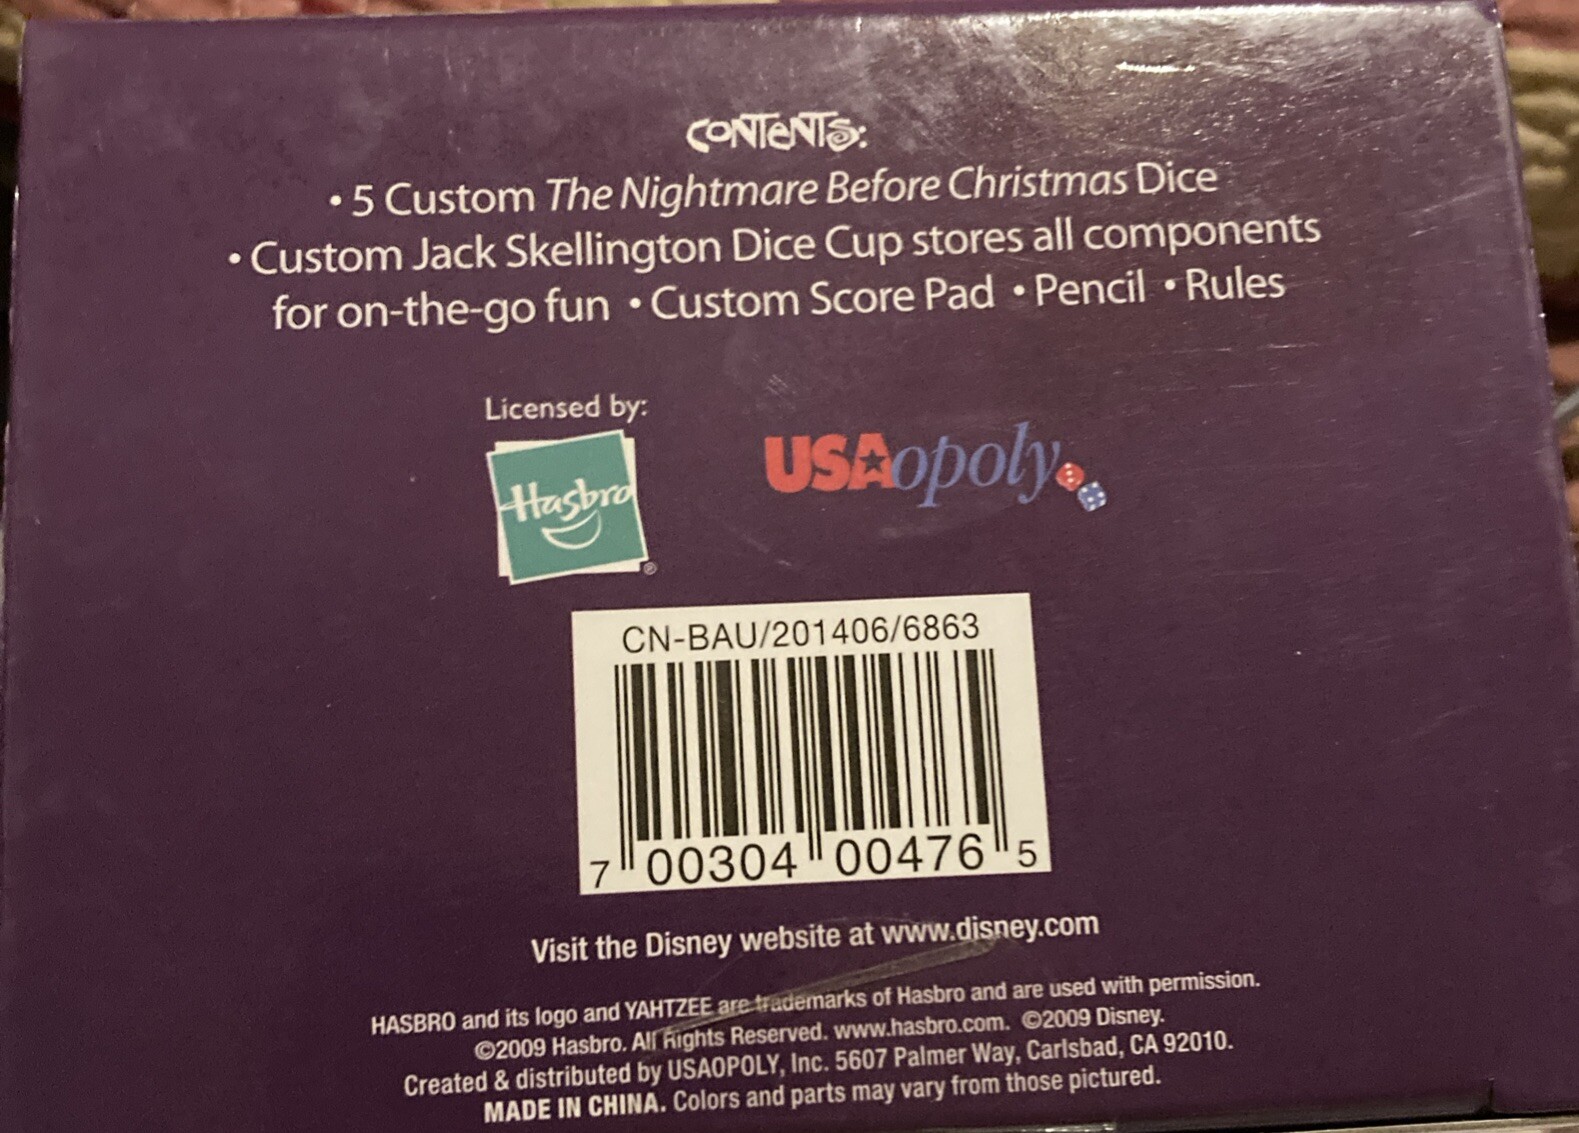 CONTENTS:
• 5 Custom The Nightmare Before Christmas Dice
• Custom Jack Skellington Dice Cup stores all components
for on-the-go fun • Custom Score Pad • Pencil • Rules
Licensed by:
Hasbro
®
USAopoly
CN-BAU/201406/6863
7 00304 00476 5
Visit the Disney website at www.disney.com
HASBRO and its logo and YAHTZEE are trademarks of Hasbro and are used with permission.
©2009 Hasbro. All Rights Reserved. www.hasbro.com. ©2009 Disney.
Created & distributed by USAOPOLY, Inc. 5607 Palmer Way, Carlsbad, CA 92010.
MADE IN CHINA. Colors and parts may vary from those pictured.